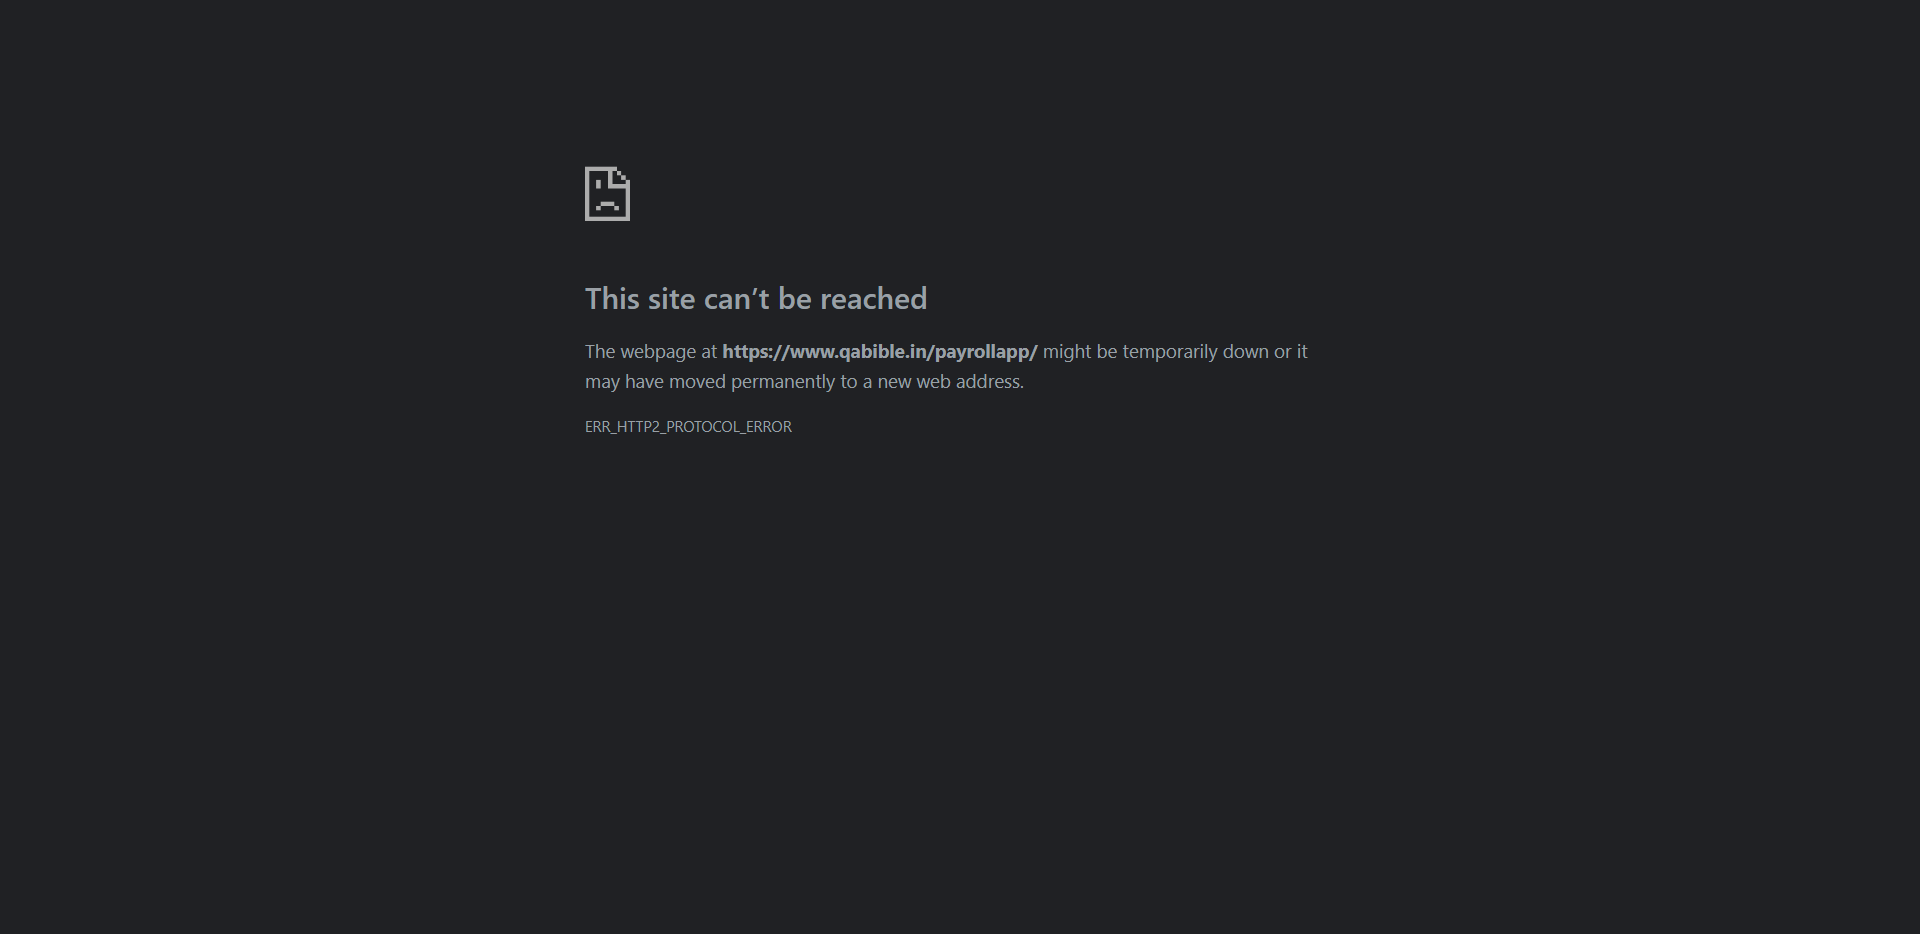 This site can’t be reached
The webpage at https://www.qabible.in/payrollapp/ might be temporarily down or it
may have moved permanently to a new web address.
ERR_HTTP2_PROTOCOL_ERROR